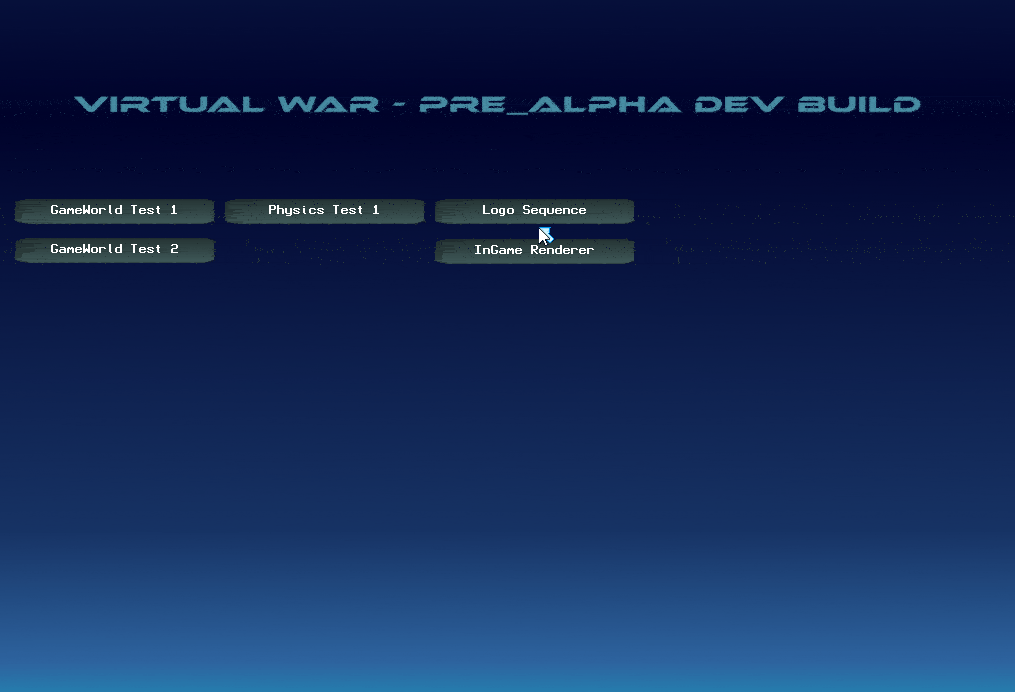 VIRTUAL WAR - PRE_ALPHA DEV BUILD
GameWorld Test 1
Physics Test 1
Logo Sequence
GameWorld Test 2
InGame Renderer